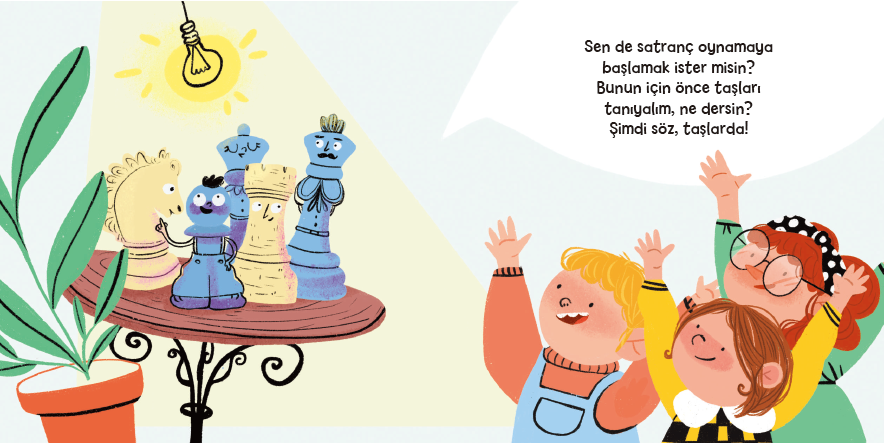 Sen de satranç oynamaya
başlamak ister misin?
Bunun için önce taşları
tanıyalım, ne dersin?
Şimdi söz, taşlarda!